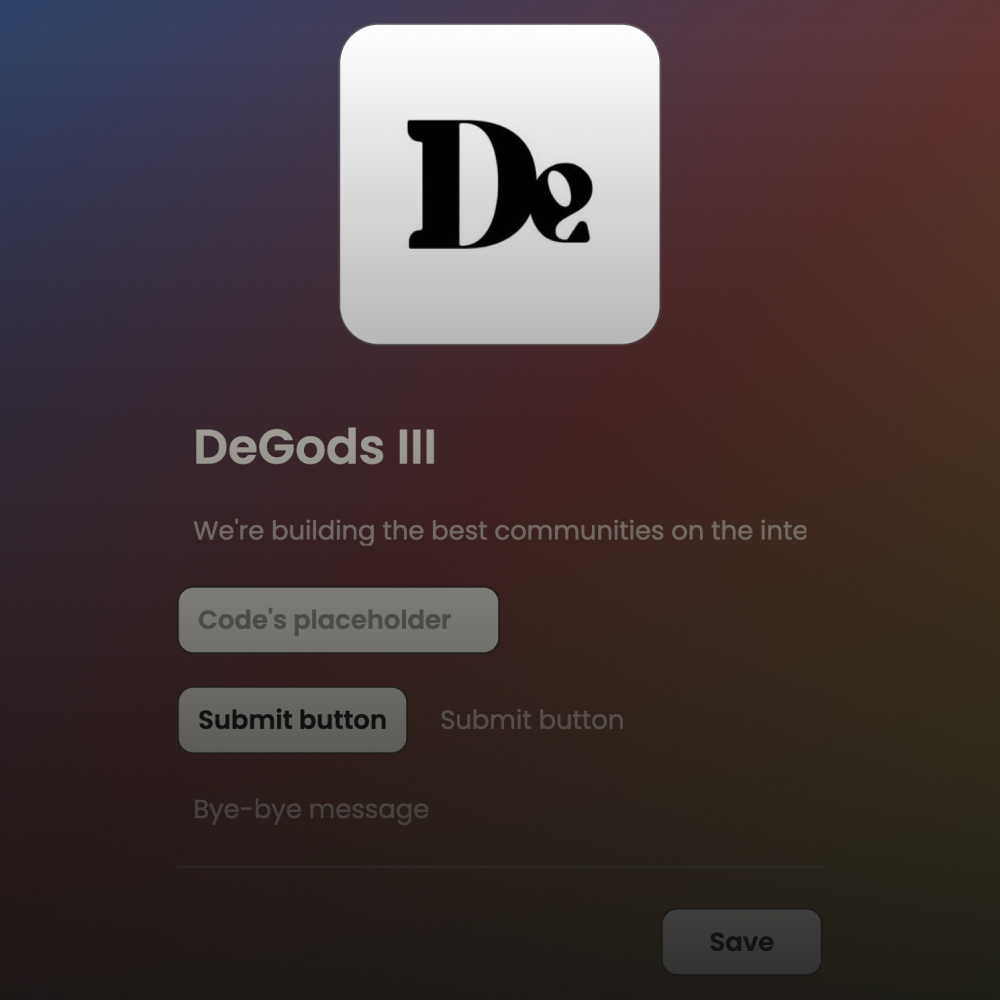 De
DeGods III
We're building the best communities on the inte
Code's placeholder
Submit button Submit button
Bye-bye message
Save